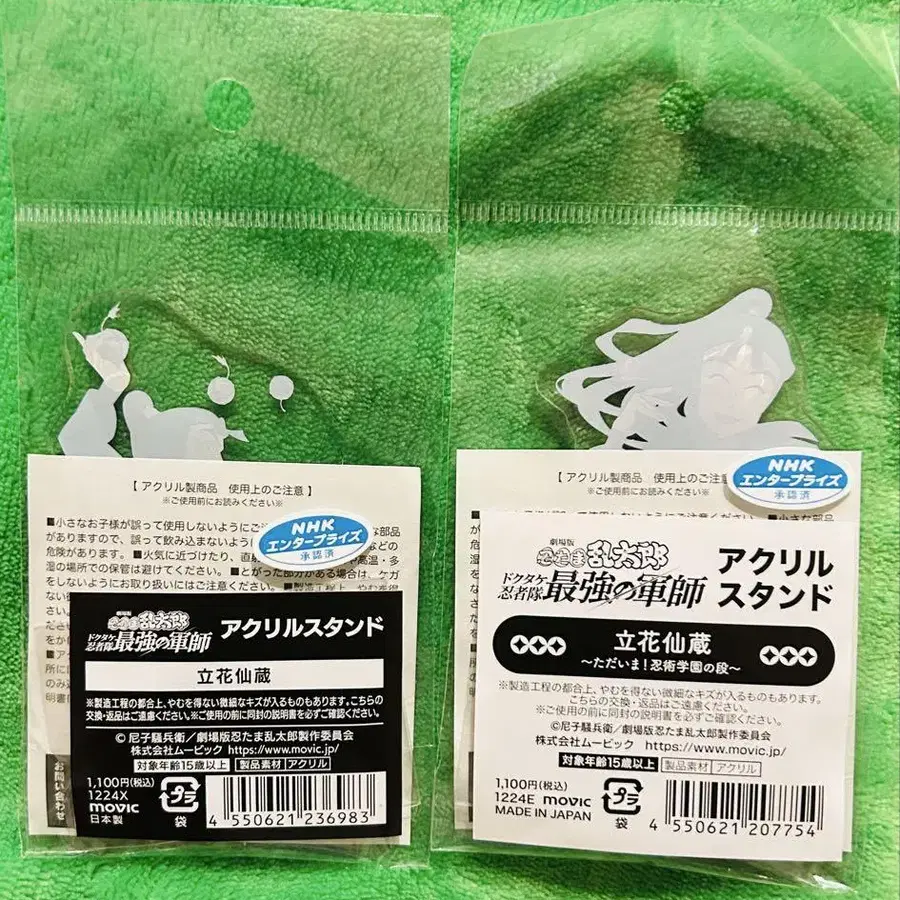 【 アクリル製商品 使用上のご注意 】
※ご使用前にお読みください※
■小さなお子様が誤って使用しないようにご
がありますので、誤って飲み込まないよう
危険があります。 ■火気に近づけたり、直射
湿の場所での保管は避けてください。 ■とがった部分がある場合は、ケガ
をしないようにお取り扱いにはご注意ください。
NHK
エンタープライズ
承認済
劇場版
忍たま乱太郎
ドクタケ忍者隊
最強の軍師
アクリルスタンド
立花仙蔵
※製造工程の都合上、やむを得ない微細なキズが入るものもあります。こちらの
交換・返品はご遠慮ください。※ご使用の前に同封の説明書を必ずご確認ください。
©尼子騒兵衛／劇場版忍たま乱太郎製作委員会
株式会社ムービック https://www.movic.jp/
対象年齢15歳以上 製品素材 アクリル
1,100円(税込)
1224X
movic
日本製
プラ
袋
4 550621 236983
お問い合わせ
【 アクリル製商品 使用上のご注意
※ご使用前にお読みください※
NHK
エンタープライズ
承認済
劇場版
忍たま乱太郎
ドクタケ忍者隊
最強の軍師
アクリル
スタンド
立花仙蔵
～ただいま！忍術学園の段～
※製造工程の都合上、やむを得ない微細なキズが入るものもあります。
こちらの交換・返品はご遠慮ください。
※ご使用の前に同封の説明書を必ずご確認ください。
©尼子騒兵衛／劇場版忍たま乱太郎製作委員会
株式会社ムービック https://www.movic.jp/
対象年齢15歳以上 製品素材 アクリル
1,100円(税込)
1224E movic
MADE IN JAPAN
プラ
袋
4 550621 207754